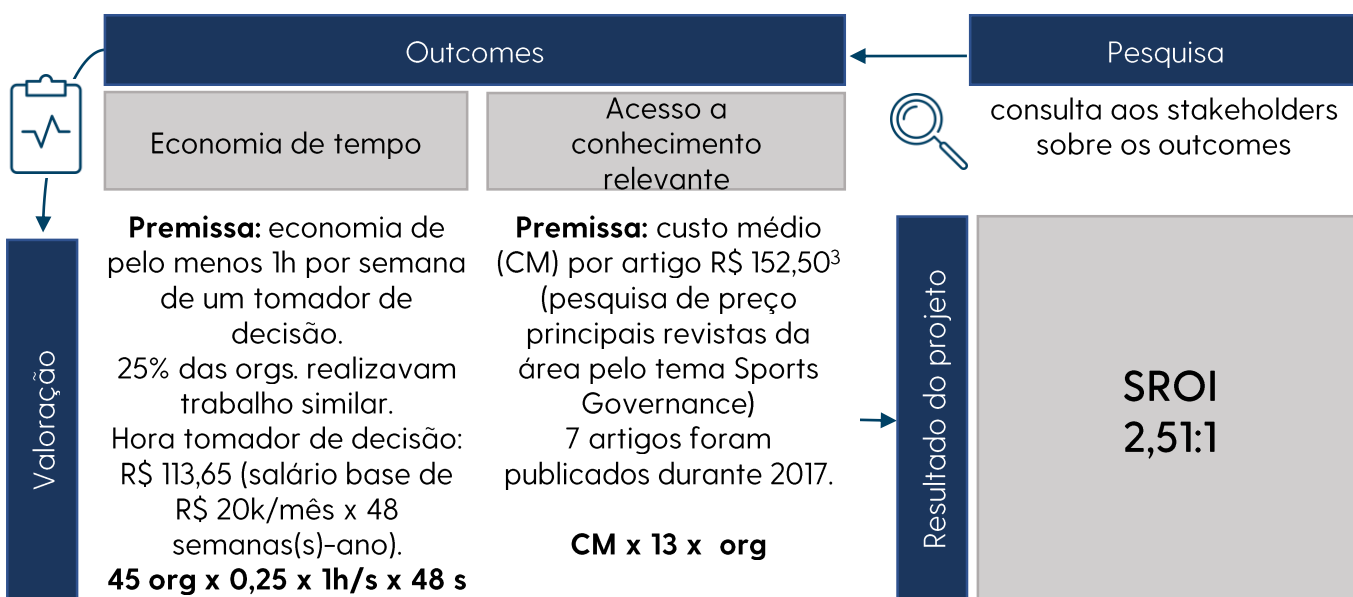 Outcomes
Pesquisa
Economia de tempo
Acesso a
conhecimento
relevante
consulta aos stakeholders
sobre os outcomes
Valoração
Premissa: economia de
pelo menos 1h por semana
de um tomador de
decisão.
25% das orgs. realizavam
trabalho similar.
Hora tomador de decisão:
R$ 113,65 (salário base de
R$ 20k/mês x 48
semanas(s)-ano).
45 org x 0,25 x 1h/s x 48 s
Premissa: custo médio
(CM) por artigo R$ 152,50³
(pesquisa de preço
principais revistas da
área pelo tema Sports
Governance)
7 artigos foram
publicados durante 2017.
CM x 13 x org
Resultado do projeto
SROI
2,51:1